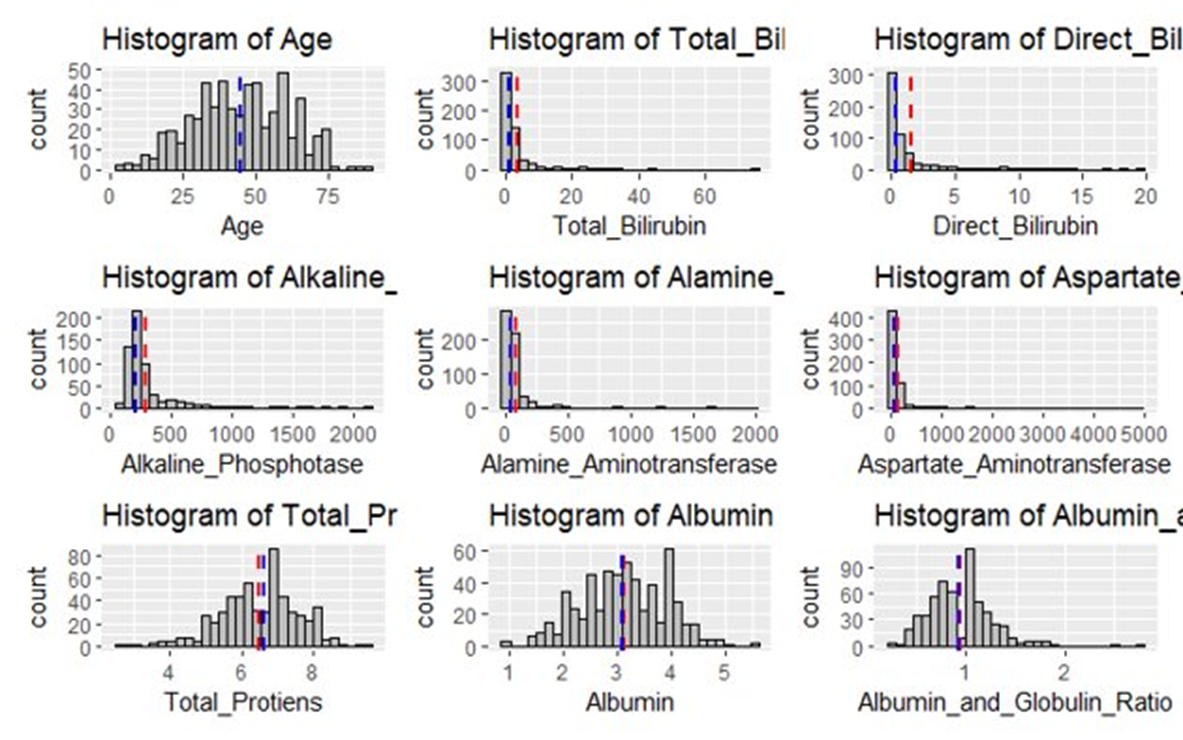 Histogram of Age
count
50
40
30
20
10
0
0 25 50 75
Age
Histogram of Total_Bil
count
300
200
100
0
0 20 40 60
Total_Bilirubin
Histogram of Direct_Bil
count
300
200
100
0
0 5 10 15 20
Direct_Bilirubin
Histogram of Alkaline_
count
200
150
100
50
0
0 500 1000 1500 2000
Alkaline_Phosphotase
Histogram of Alamine_
count
200
100
0
0 500 1000 1500 2000
Alamine_Aminotransferase
Histogram of Aspartate_
count
400
300
200
100
0
0 1000 2000 3000 4000 5000
Aspartate_Aminotransferase
Histogram of Total_Pr
count
80
60
40
20
0
4 6 8
Total_Protiens
Histogram of Albumin
count
60
40
20
0
1 2 3 4 5
Albumin
Histogram of Albumin_a
count
90
60
30
0
1 2
Albumin_and_Globulin_Ratio